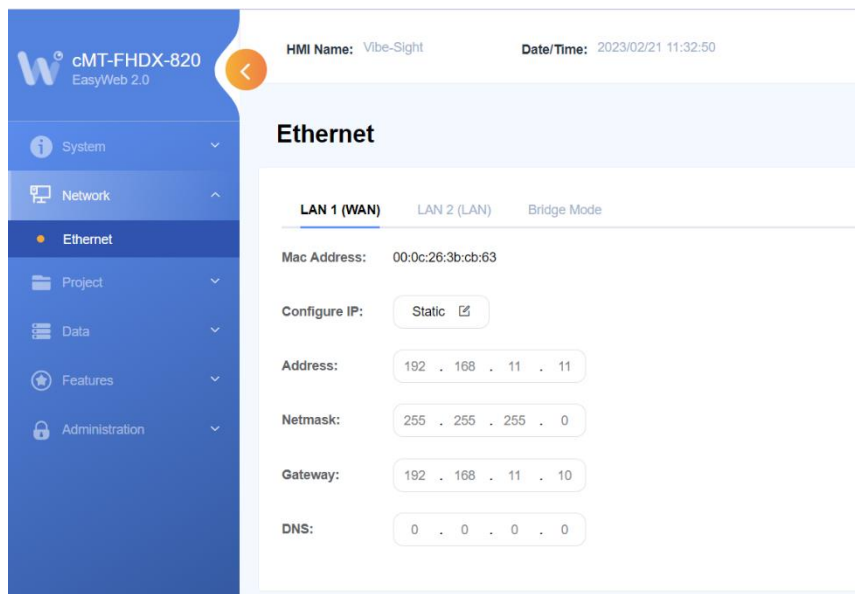 cMT-FHDX-820
EasyWeb 2.0
HMI Name: Vibe-Sight Date/Time: 2023/02/21 11:32:50
System
Network
Ethernet
Project
Data
Features
Administration
Ethernet
LAN 1 (WAN) LAN 2 (LAN) Bridge Mode
Mac Address: 00:0c:26:3b:cb:63
Configure IP: Static
Address: 192 . 168 . 11 . 11
Netmask: 255 . 255 . 255 . 0
Gateway: 192 . 168 . 11 . 10
DNS: 0 . 0 . 0 . 0